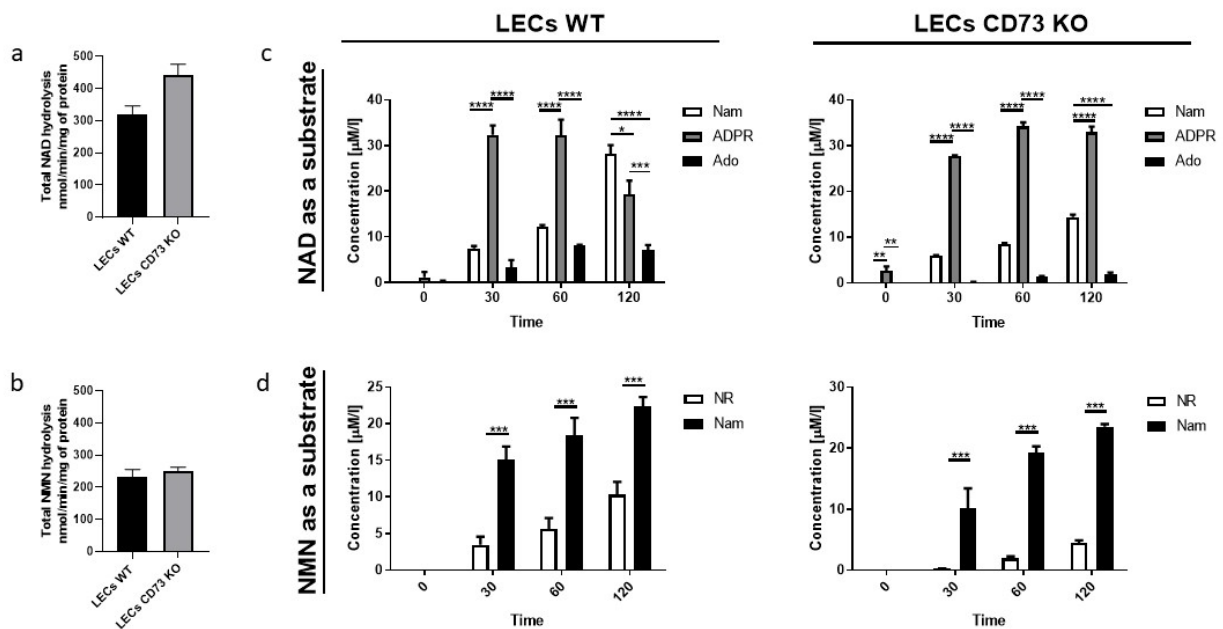 LECs WT
LECs CD73 KO
a
Total NAD hydrolysis
nmol/min/mg of protein
500
400
300
200
100
0
LECs WT
LECs CD73 KO
c
NAD as a substrate
Concentration [µM/l]
40
30
20
10
0
**** ****
**** ****
****
*
***
0 30 60 120
Time
Nam
ADPR
Ado
Concentration [µM/l]
40
30
20
10
0
** **
**** ****
**** ****
****
****
0 30 60 120
Time
Nam
ADPR
Ado
b
Total NMN hydrolysis
nmol/min/mg of protein
500
400
300
200
100
0
LECs WT
LECs CD73 KO
d
NMN as a substrate
Concentration [µM/l]
25
20
15
10
5
0
***
***
***
0 30 60 120
Time
NR
Nam
Concentration [µM/l]
30
20
10
0
***
***
***
0 30 60 120
Time
NR
Nam